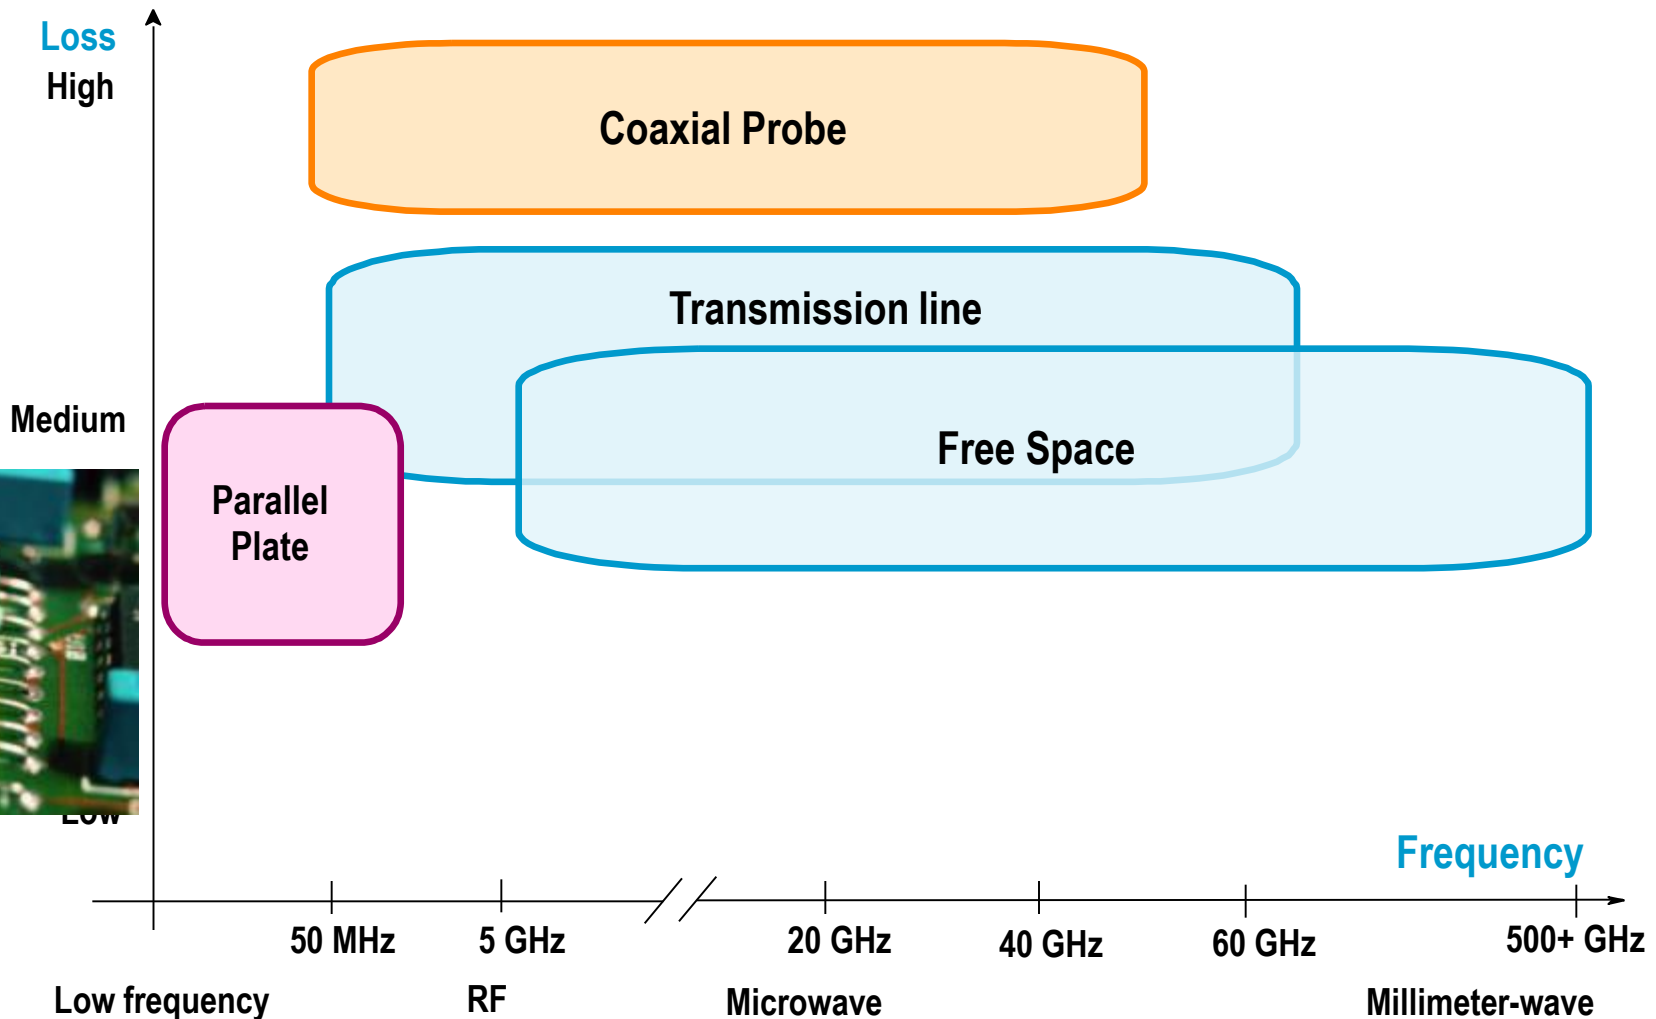 Loss
High
Coaxial Probe
Transmission line
Medium
Free Space
Parallel
Plate
Low
Frequency
50 MHz
5 GHz
20 GHz
40 GHz
60 GHz
500+ GHz
Low frequency
RF
Microwave
Millimeter-wave